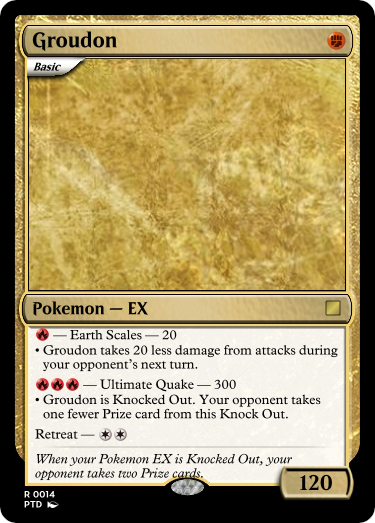 Groudon
Basic
Pokemon — EX
— Earth Scales — 20
• Groudon takes 20 less damage from attacks during
your opponent's next turn.
— Ultimate Quake — 300
• Groudon is Knocked Out. Your opponent takes
one fewer Prize card from this Knock Out.
Retreat —
When your Pokemon EX is Knocked Out, your
opponent takes two Prize cards.
120
R 0014
PTD